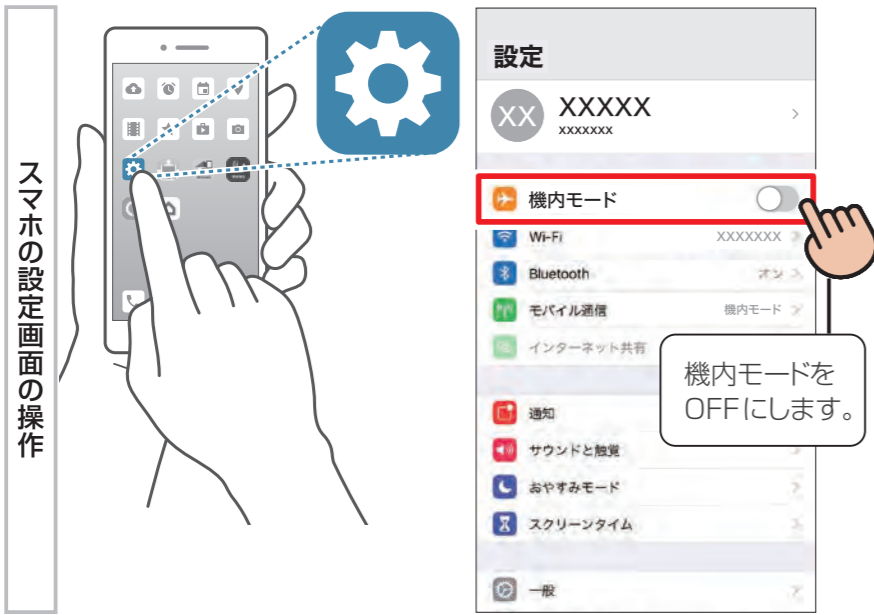 スマホの設定画面の操作
設定
XX
XXXXX
xxxxxxx
機内モード
Wi-Fi XXXXXXX
Bluetooth オン
モバイル通信 機内モード
インターネット共有
機内モードを
OFFにします。
通知
サウンドと触覚
おやすみモード
スクリーンタイム
一般